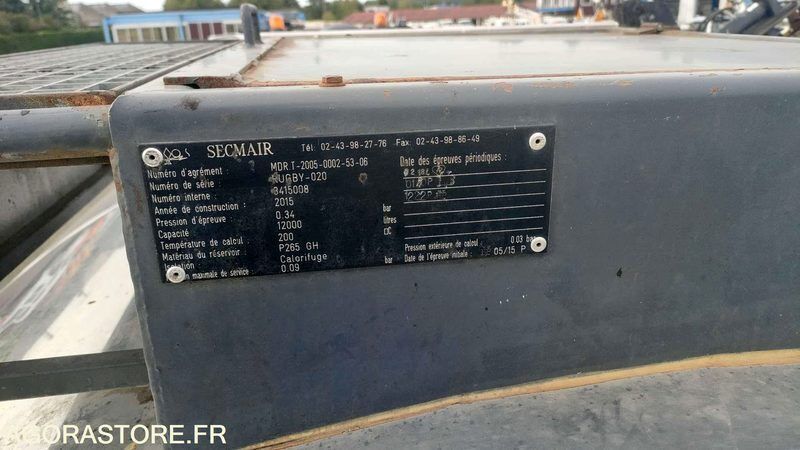 SECMAIR Tél: 02-43-98-27-76 Fax: 02-43-98-86-49
Numéro d'agrément : MDR.T-2005-0002-53-06
Numéro de série : RUGBY-020
Numéro interne : 3415008
Année de construction : 2015
Pression d'épreuve : 0.34 bar
Capacité : 12000 litres
Température de calcul : 200
Matériau du réservoir : P265 GH
Isolation : Calorifuge
maximale de service 0.09 bar
Date des épreuves périodiques :
Pression extérieure de calcul : 0.03 bar
Date de l'épreuve initiale : 05/15 P
AGORASTORE.FR